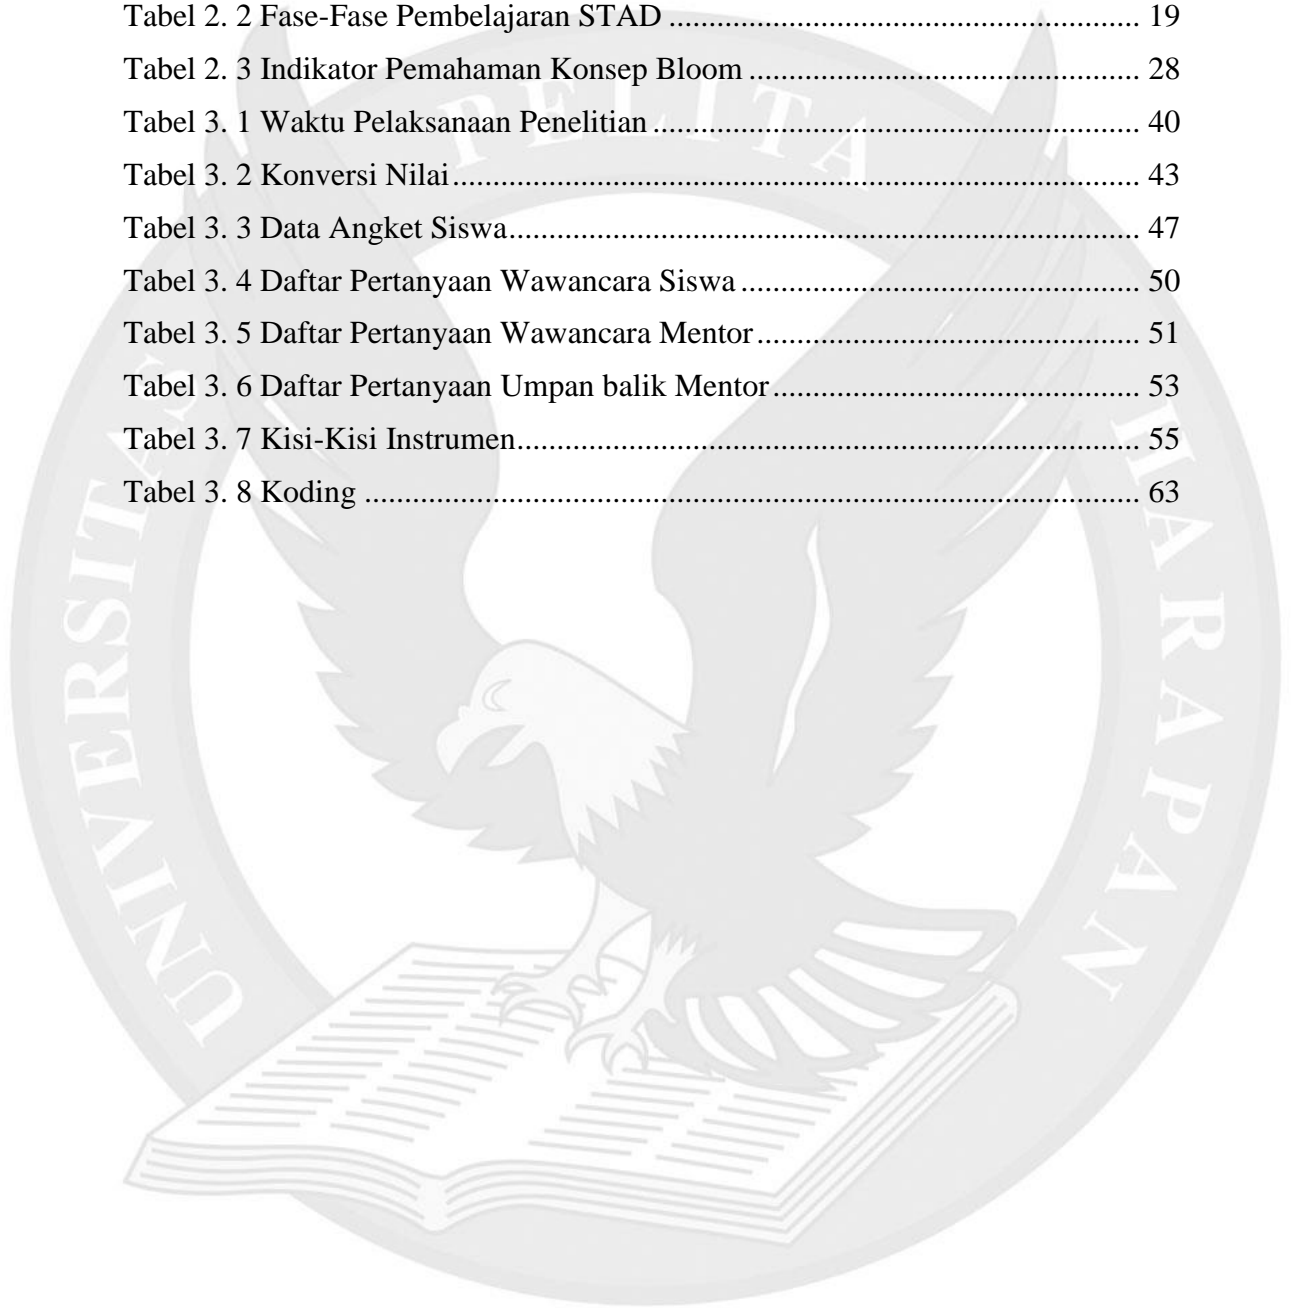 Tabel 2. 2 Fase-Fase Pembelajaran STAD ............................................................ 19
Tabel 2. 3 Indikator Pemahaman Konsep Bloom .................................................. 28
Tabel 3. 1 Waktu Pelaksanaan Penelitian .............................................................. 40
Tabel 3. 2 Konversi Nilai ....................................................................................... 43
Tabel 3. 3 Data Angket Siswa ................................................................................ 47
Tabel 3. 4 Daftar Pertanyaan Wawancara Siswa ................................................... 50
Tabel 3. 5 Daftar Pertanyaan Wawancara Mentor ................................................. 51
Tabel 3. 6 Daftar Pertanyaan Umpan balik Mentor ............................................... 53
Tabel 3. 7 Kisi-Kisi Instrumen ............................................................................... 55
Tabel 3. 8 Koding .................................................................................................. 63
UNIVERSITAS PELITA HARAPAN